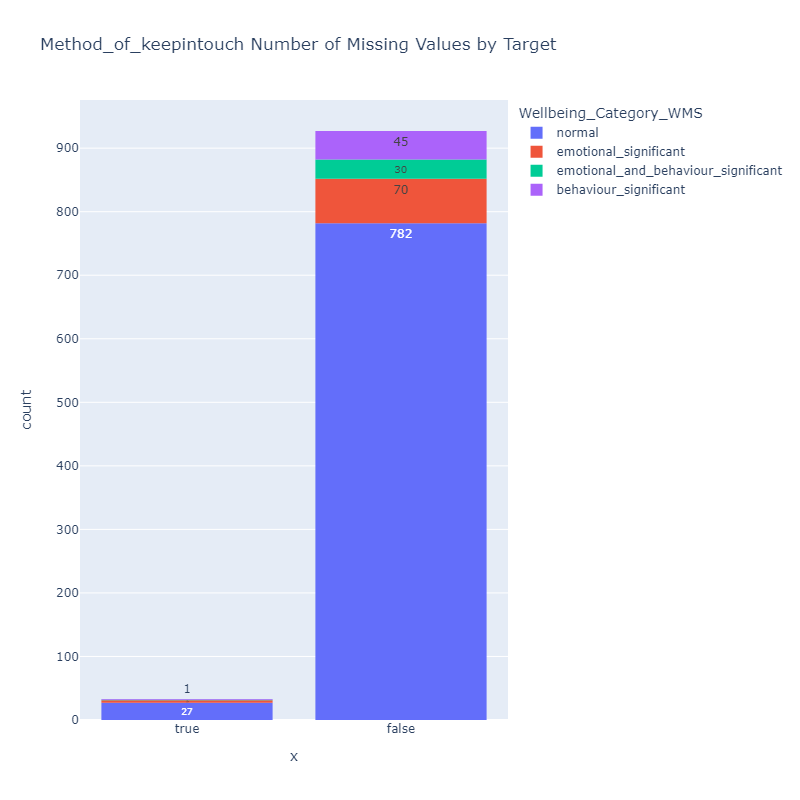 Method_of_keepintouch Number of Missing Values by Target
Wellbeing_Category_WMS
normal
emotional_significant
emotional_and_behaviour_significant
behaviour_significant
900
800
700
600
500
400
300
200
100
0
count
45
30
70
782
1
27
true
false
x